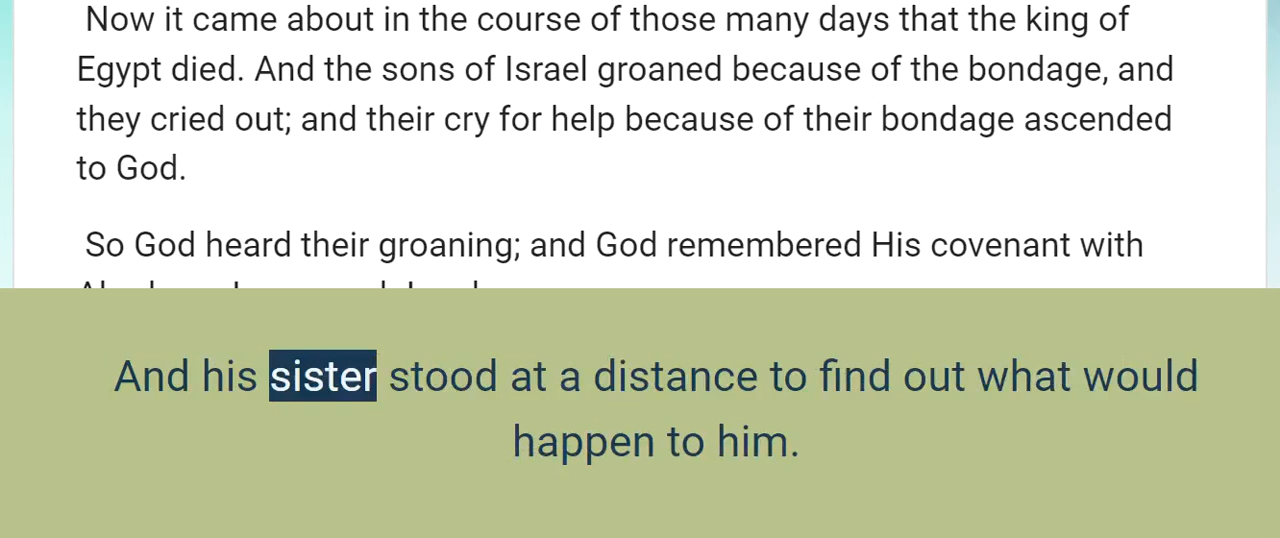 Now it came about in the course of those many days that the king of
Egypt died. And the sons of Israel groaned because of the bondage, and
they cried out; and their cry for help because of their bondage ascended
to God.
So God heard their groaning; and God remembered His covenant with
And his sister stood at a distance to find out what would
happen to him.